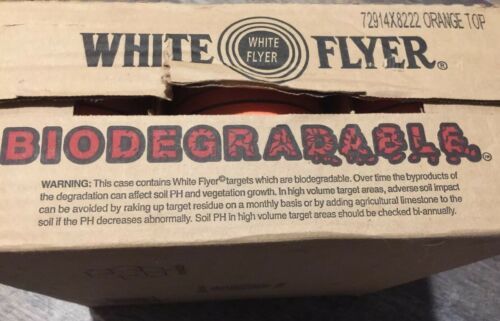 72914X8222 ORANGE TOP
WHITE WHITE FLYER FLYER®
BIODEGRADABLE™
WARNING: This case contains White Flyer® targets which are biodegradable. Over time the byproducts of
the degradation can affect soil PH and vegetation growth. In high volume target areas, adverse soil impact
can be avoided by raking up target residue on a monthly basis or by adding agricultural limestone to the
soil if the PH decreases abnormally. Soil PH in high volume target areas should be checked bi-annually.